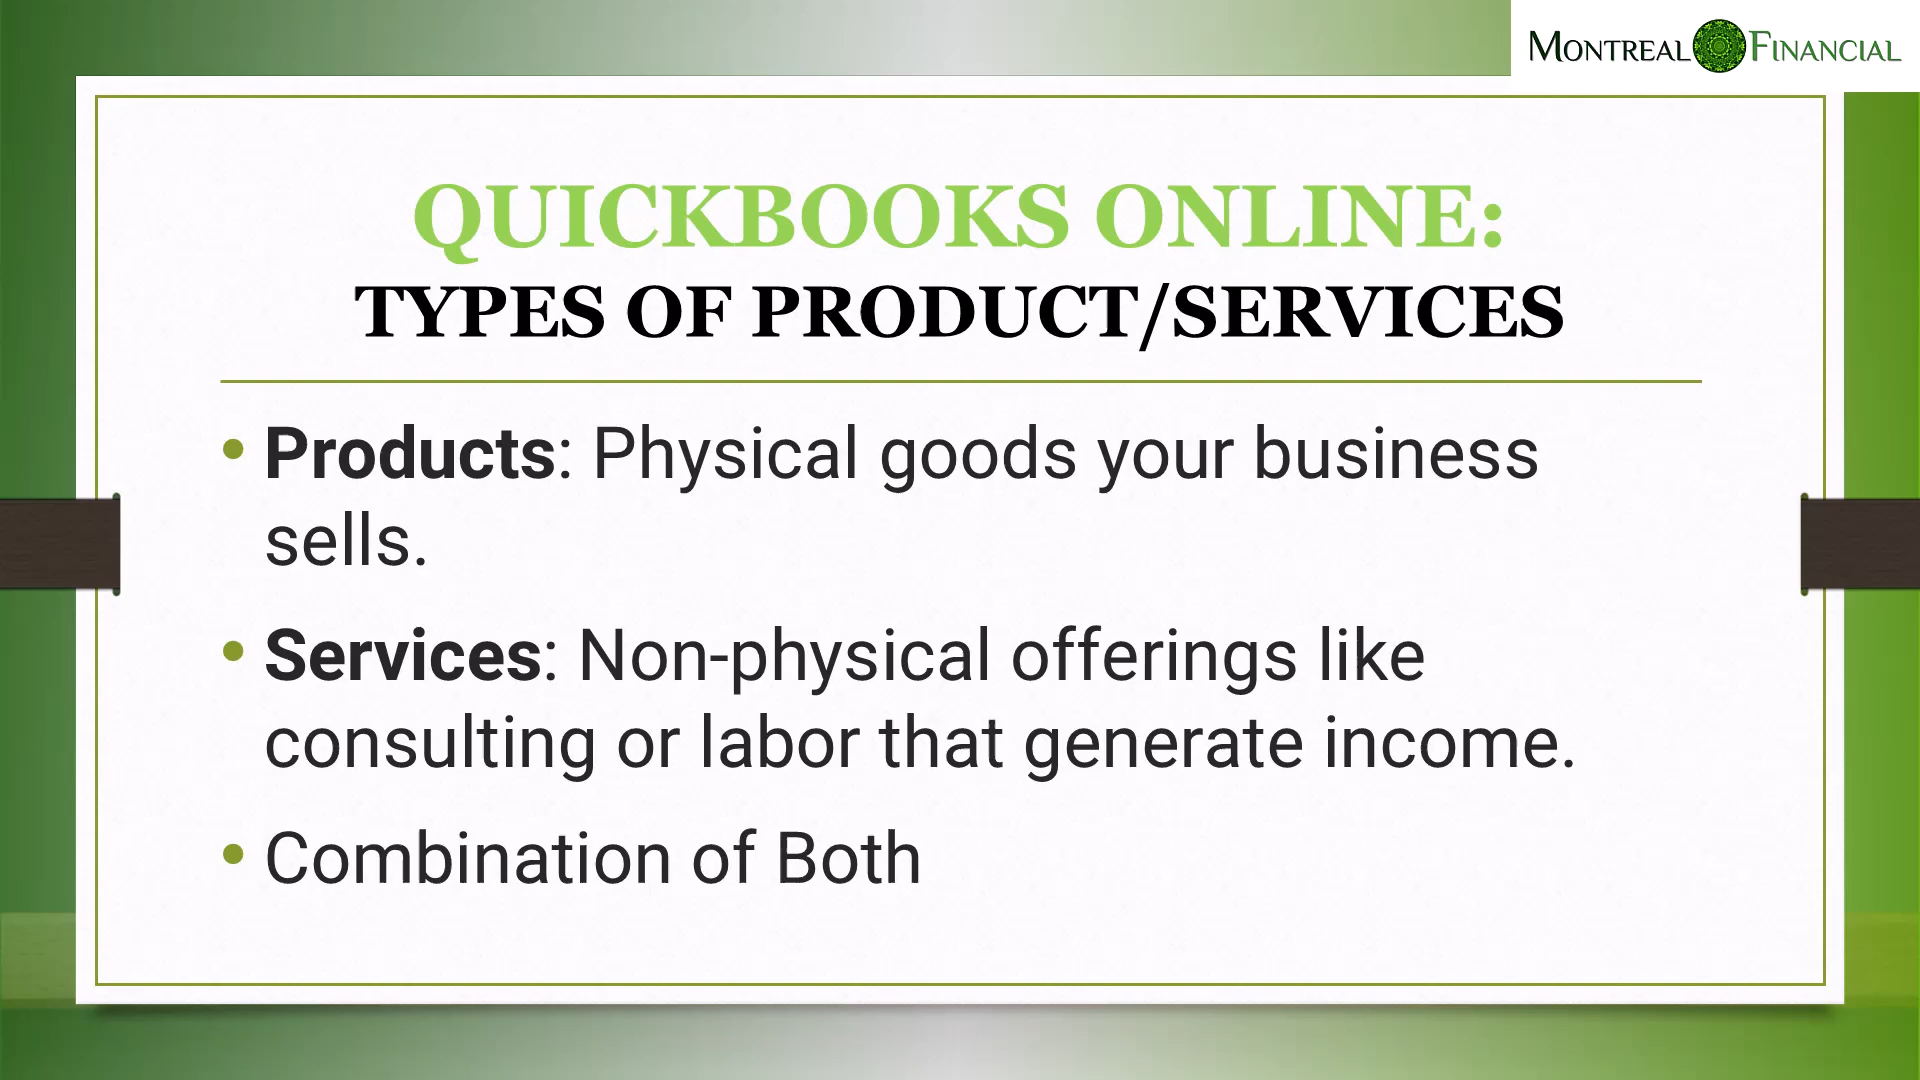 MONTREAL FINANCIAL
QUICKBOOKS ONLINE:
TYPES OF PRODUCT/SERVICES
• Products: Physical goods your business
sells.
• Services: Non-physical offerings like
consulting or labor that generate income.
• Combination of Both